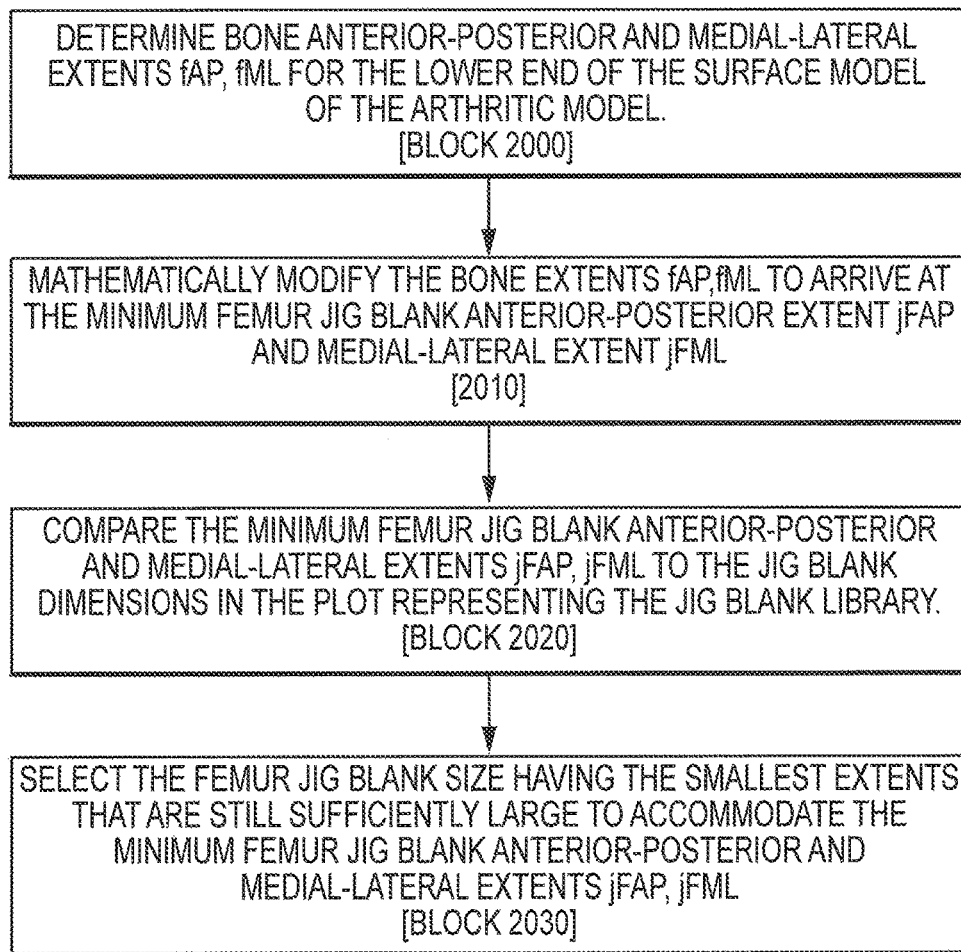 DETERMINE BONE ANTERIOR-POSTERIOR AND MEDIAL-LATERAL
EXTENTS fAP, fML FOR THE LOWER END OF THE SURFACE MODEL
OF THE ARTHRITIC MODEL.
[BLOCK 2000]
MATHEMATICALLY MODIFY THE BONE EXTENTS fAP,fML TO ARRIVE AT
THE MINIMUM FEMUR JIG BLANK ANTERIOR-POSTERIOR EXTENT jFAP
AND MEDIAL-LATERAL EXTENT jFML
[2010]
COMPARE THE MINIMUM FEMUR JIG BLANK ANTERIOR-POSTERIOR
AND MEDIAL-LATERAL EXTENTS jFAP, jFML TO THE JIG BLANK
DIMENSIONS IN THE PLOT REPRESENTING THE JIG BLANK LIBRARY.
[BLOCK 2020]
SELECT THE FEMUR JIG BLANK SIZE HAVING THE SMALLEST EXTENTS
THAT ARE STILL SUFFICIENTLY LARGE TO ACCOMMODATE THE
MINIMUM FEMUR JIG BLANK ANTERIOR-POSTERIOR AND
MEDIAL-LATERAL EXTENTS jFAP, jFML
[BLOCK 2030]